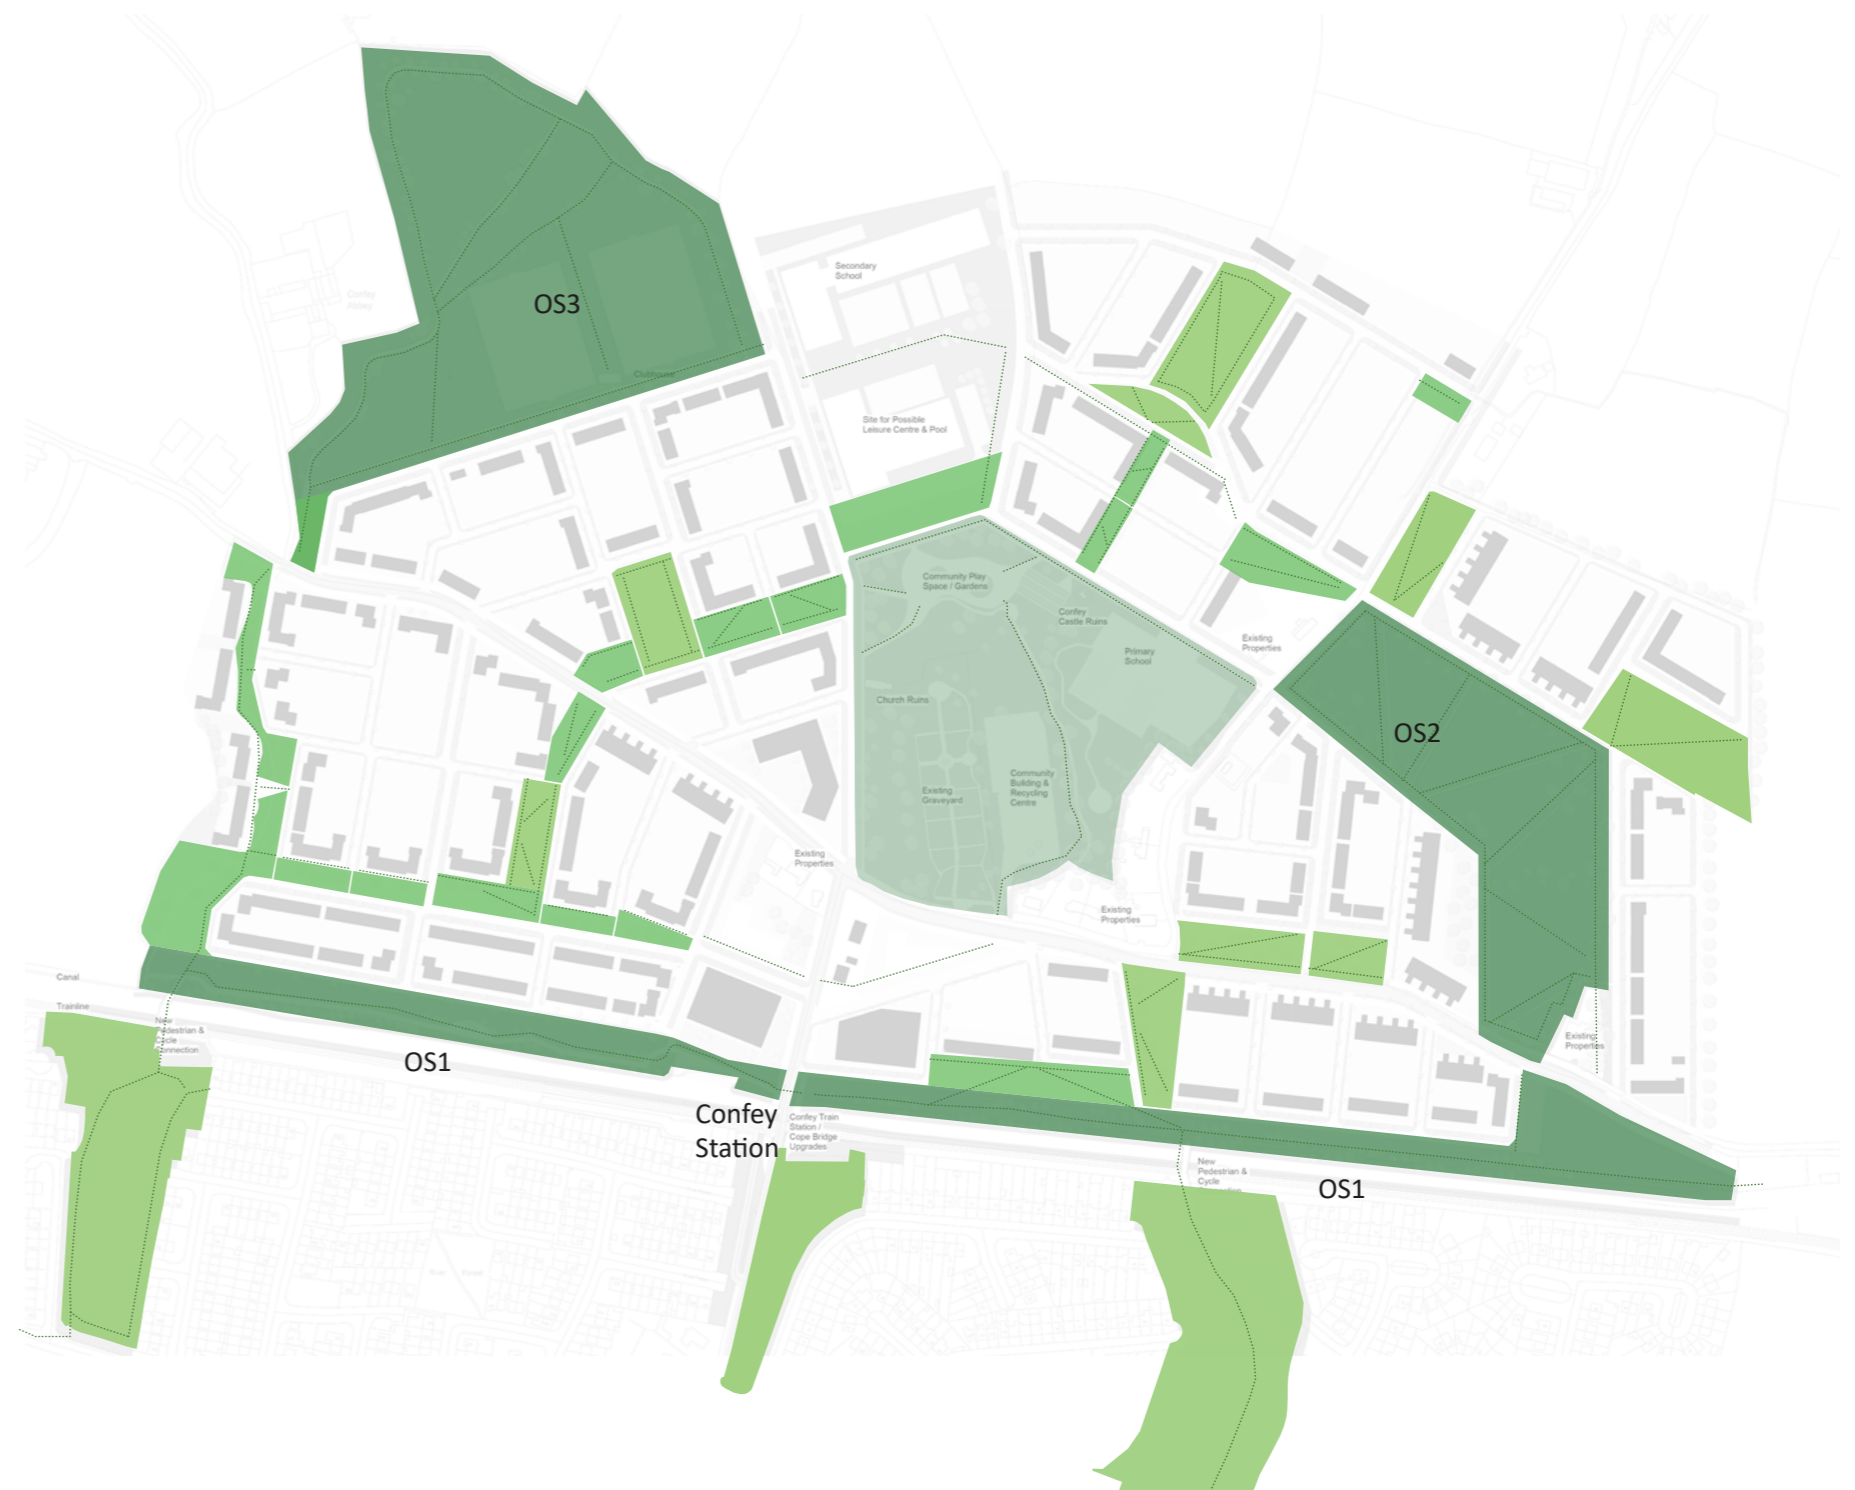 OS3
Confey
Abbey
Clubhouse
Secondary
School
Site for Possible
Leisure Centre & Pool
Community Play
Space / Gardens
Confey
Castle Ruins
Primary
School
Existing
Properties
Church Ruins
OS2
Existing
Graveyard
Community
Building &
Recycling
Centre
Existing
Properties
Existing
Properties
Canal
Trainline
New
Pedestrian &
Cycle
Connection
OS1
Existing
Properties
Confey
Station
Confey Train
Station /
Cope Bridge
Upgrades
New
Pedestrian &
Cycle
OS1